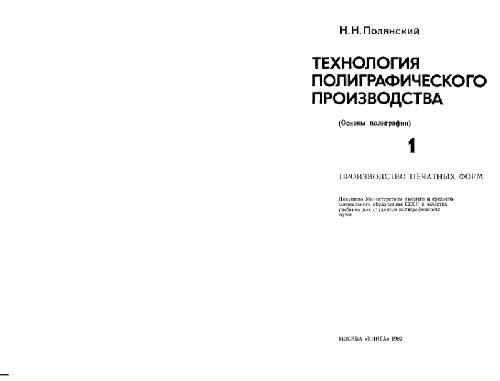 Н. Н. Полянский
ТЕХНОЛОГИЯ
ПОЛИГРАФИЧЕСКОГО
ПРОИЗВОДСТВА
(Основы полиграфии)
1
ПРОИЗВОДСТВО ПЕЧАТНЫХ ФОРМ
Допущено Министерством высшего и среднего
специального образования СССР в качестве
учебника для студентов полиграфических
вузов
МОСКВА «КНИГА»